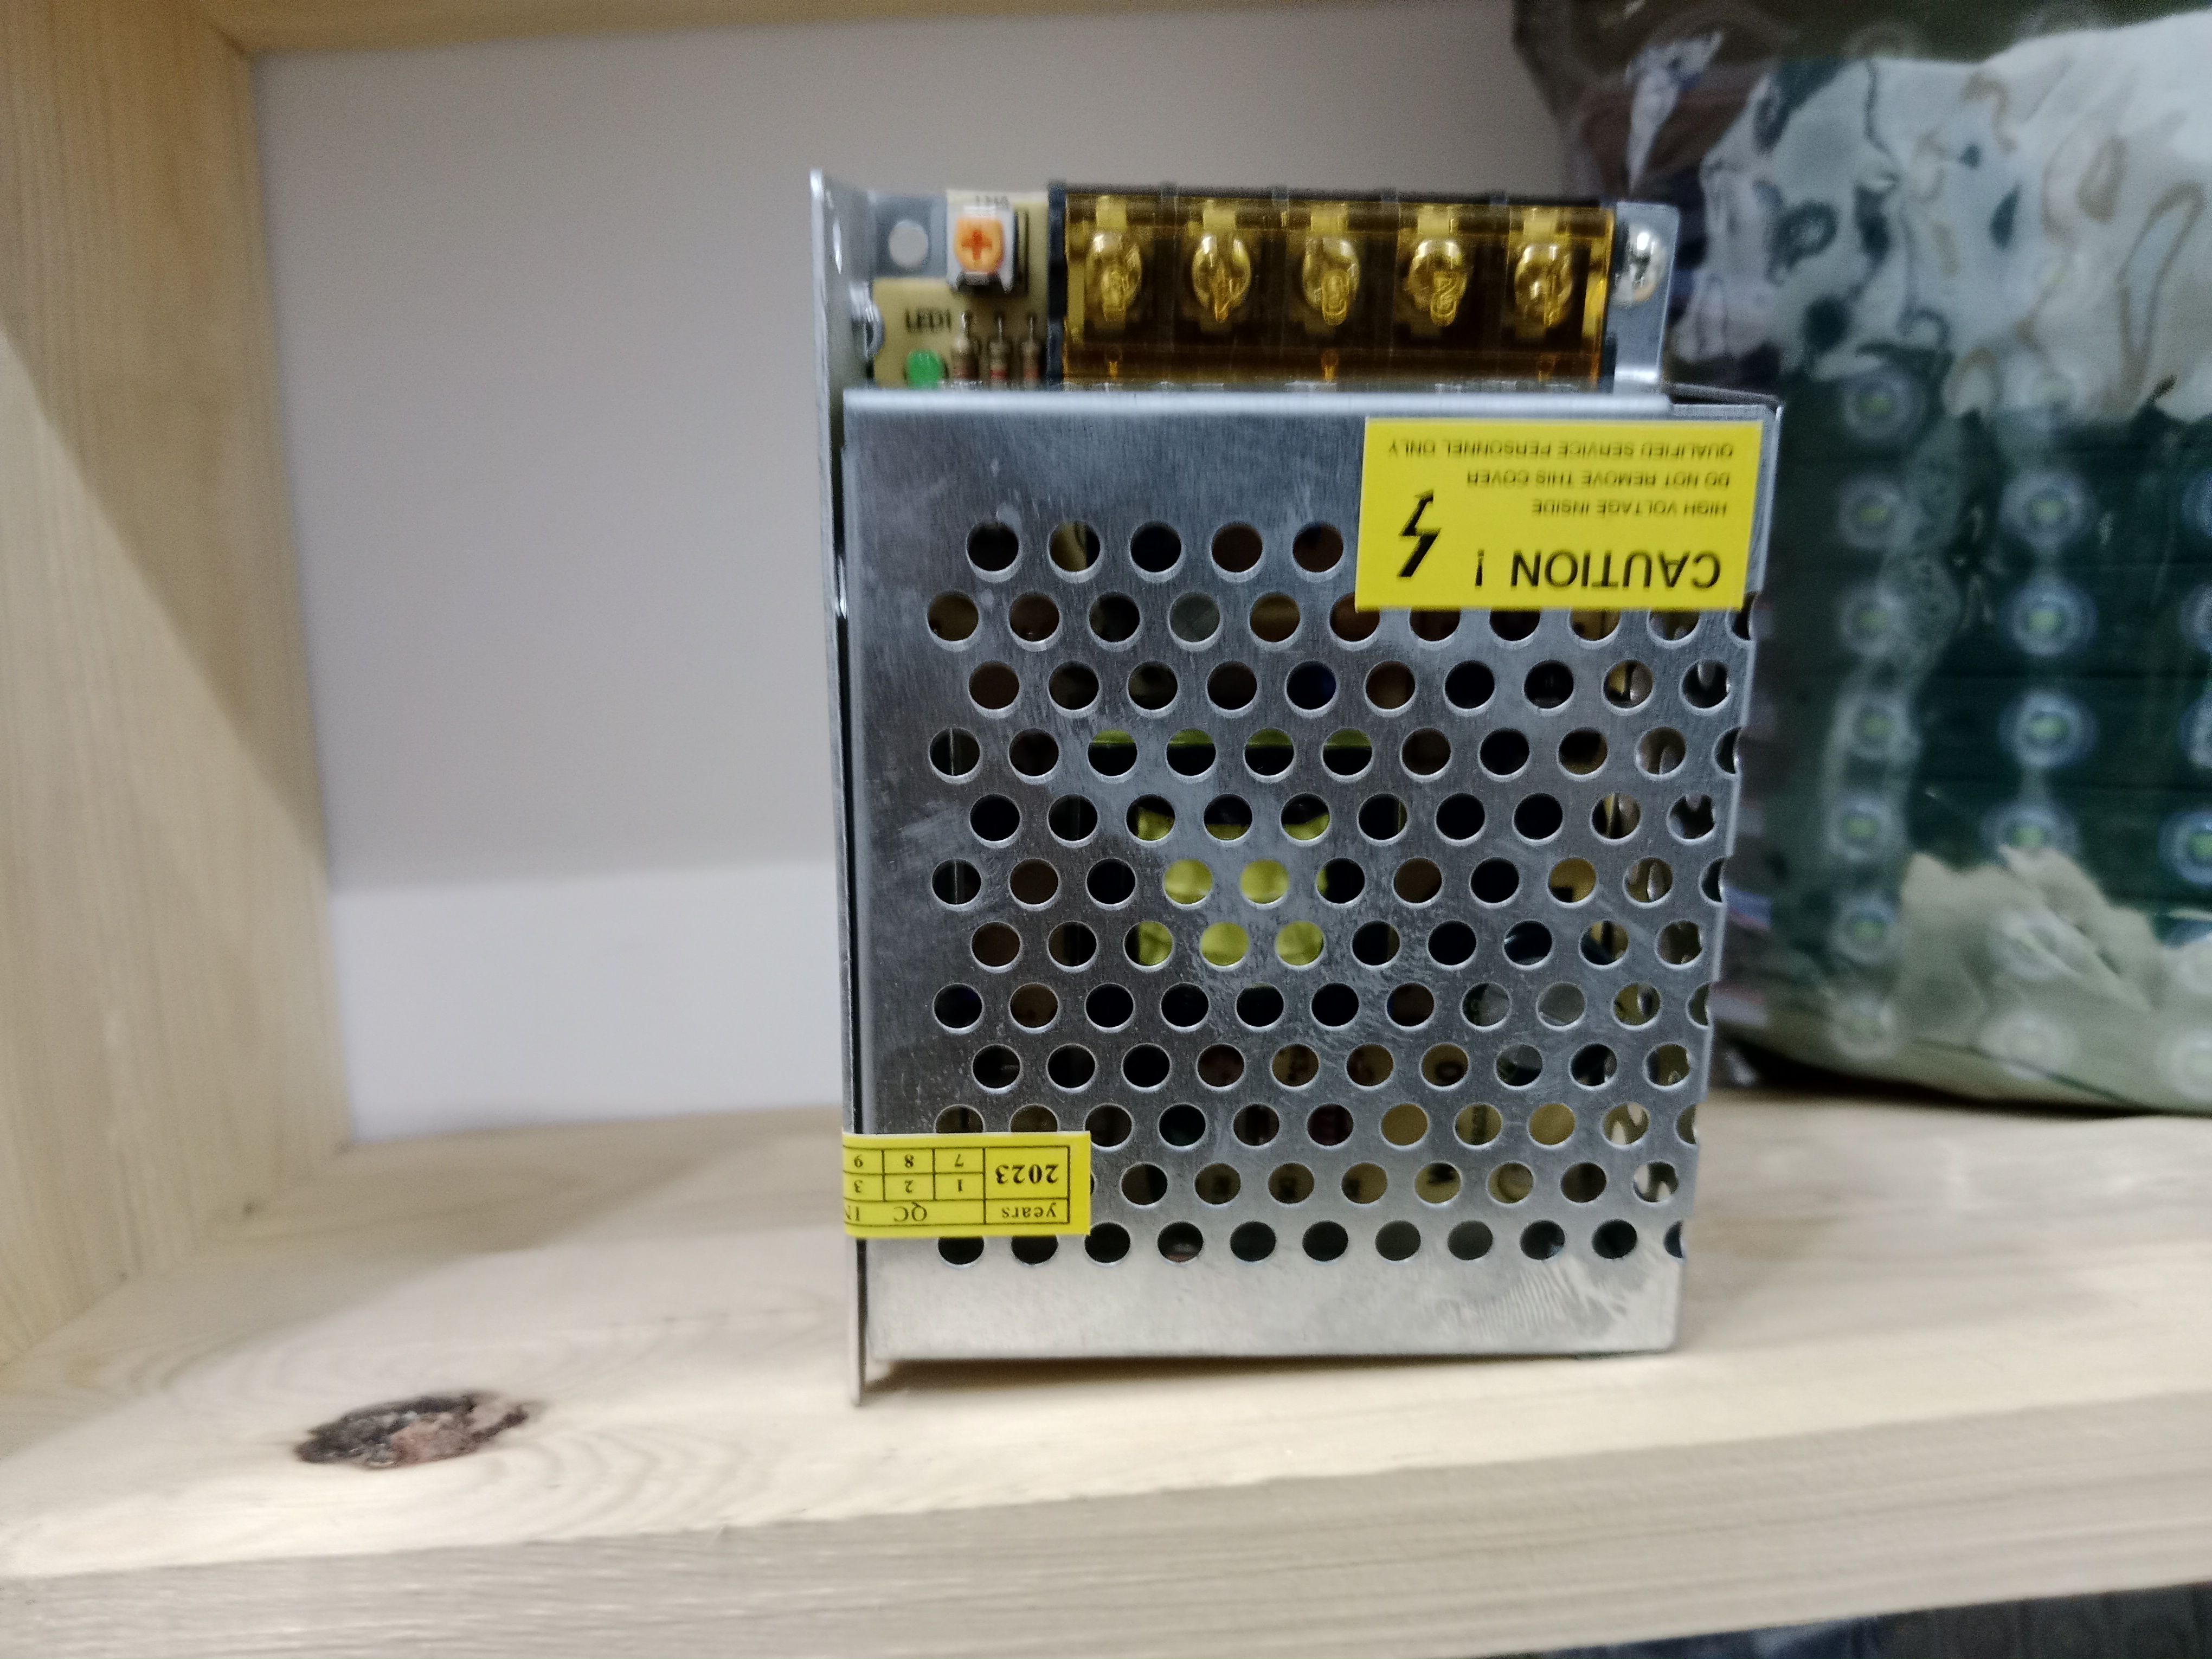 LED1
CAUTION !
HIGH VOLTAGE INSIDE
DO NOT REMOVE THIS COVER
QUALIFIED SERVICE PERSONNEL ONLY
years QC
2023 1 2 3
7 8 9